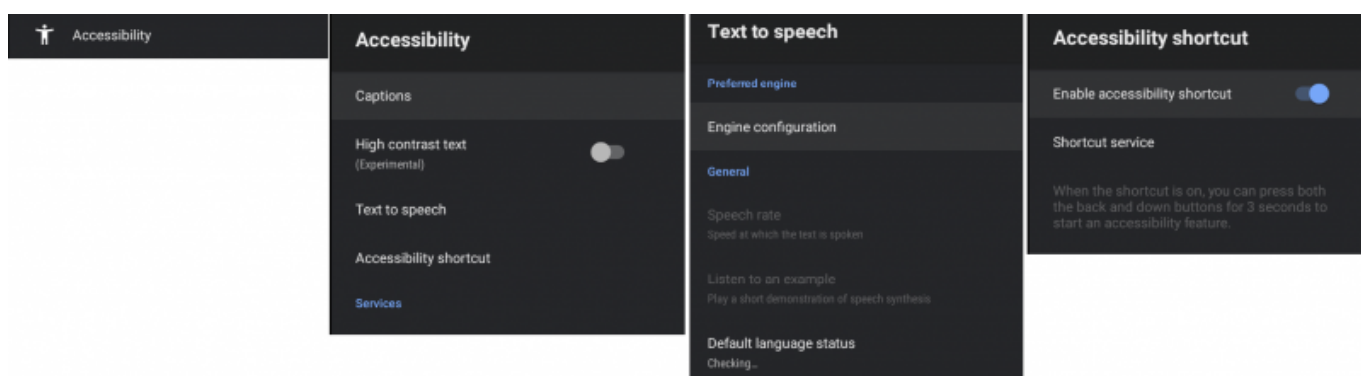 Accessibility
Accessibility
Captions
High contrast text
(Experimental)
Text to speech
Accessibility shortcut
Services
Text to speech
Preferred engine
Engine configuration
General
Speech rate
Speed at which the text is spoken
Listen to an example
Play a short demonstration of speech synthesis
Default language status
Checking...
Accessibility shortcut
Enable accessibility shortcut
Shortcut service
When the shortcut is on, you can press both
the back and down buttons for 3 seconds to
start an accessibility feature.